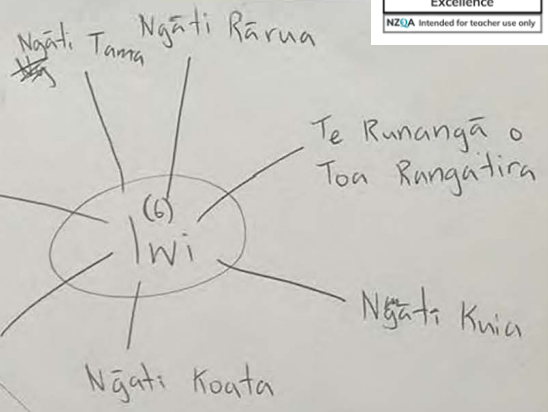 Excellence
NZQA Intended for teacher use only
Ngāti Tama
Ngāti Rārua
Te Runangā o
Toa Rangatira
(6)
Iwi
Ngāti Kuia
Ngāti Koata